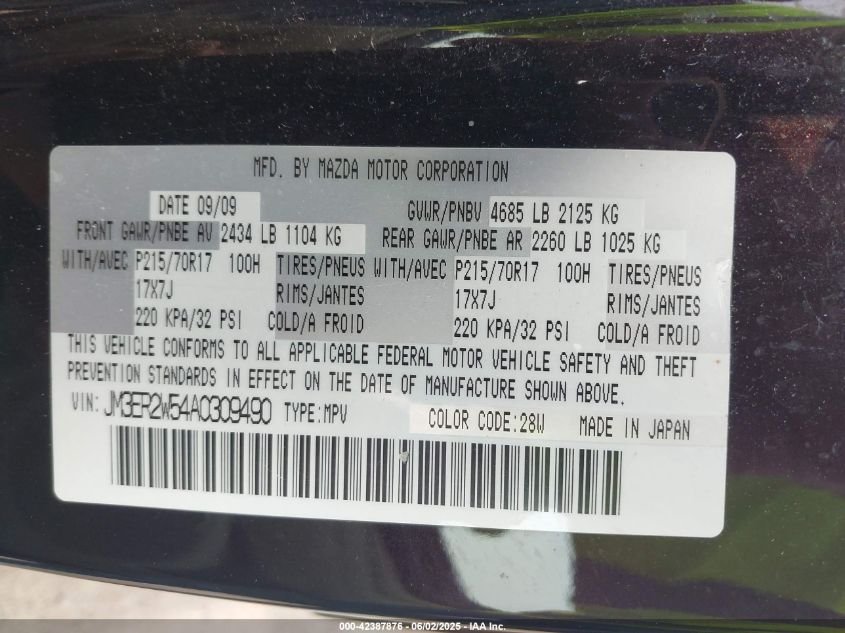 MFD. BY MAZDA MOTOR CORPORATION
DATE 09/09 GVWR/PNBV 4685 LB 2125 KG
FRONT GAWR/PNBE AV 2434 LB 1104 KG REAR GAWR/PNBE AR 2260 LB 1025 KG
WITH/AVEC P215/70R17 100H TIRES/PNEUS WITH/AVEC P215/70R17 100H TIRES/PNEUS
17X7J RIMS/JANTES 17X7J RIMS/JANTES
220 KPA/32 PSI COLD/A FROID 220 KPA/32 PSI COLD/A FROID
THIS VEHICLE CONFORMS TO ALL APPLICABLE FEDERAL MOTOR VEHICLE SAFETY AND THEFT
PREVENTION STANDARDS IN EFFECT ON THE DATE OF MANUFACTURE SHOWN ABOVE.
VIN: JM3ER2W54A0309490 TYPE:MPV COLOR CODE:28W MADE IN JAPAN
000-42387876 - 06/02/2025 - IAA Inc.